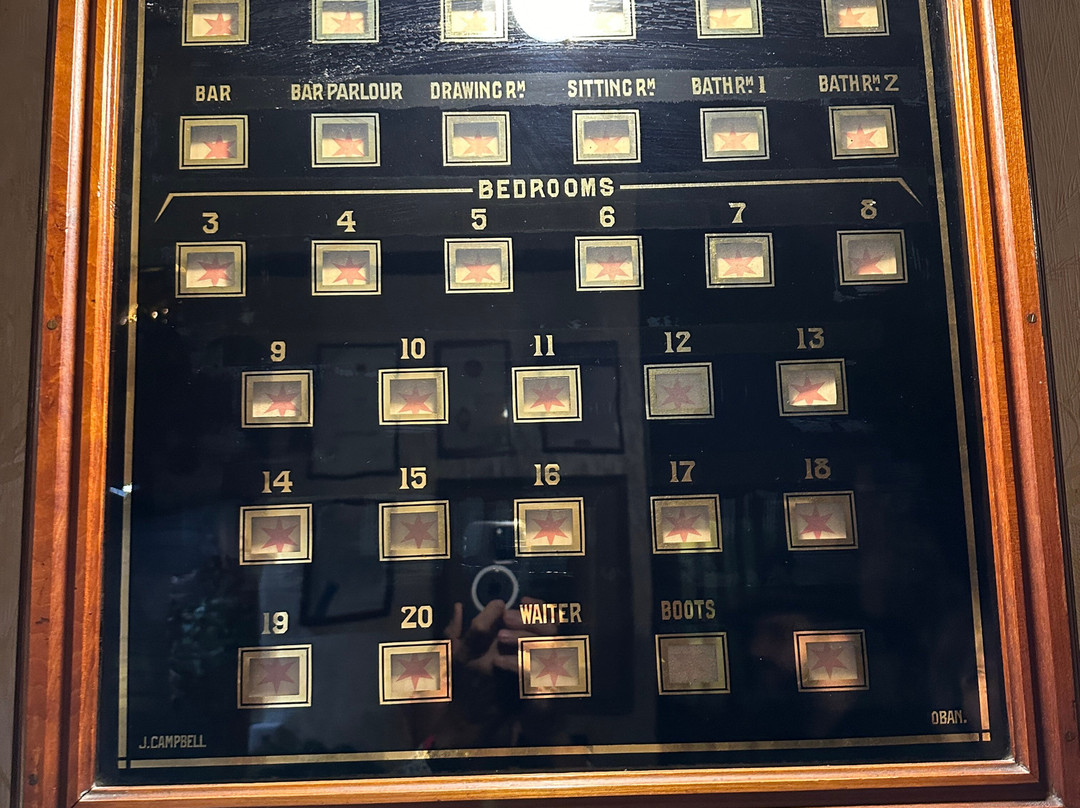 BAR BAR PARLOUR DRAWING RM SITTING RM BATH RM 1 BATH RM 2
BEDROOMS
3 4 5 6 7 8
9 10 11 12 13
14 15 16 17 18
19 20 WAITER BOOTS
J. CAMPBELL OBAN.